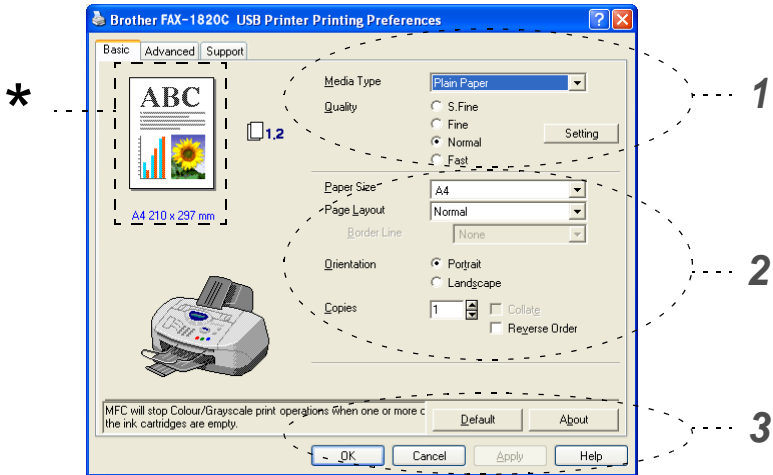 Brother FAX-1820C USB Printer Printing Preferences
Basic Advanced Support
*
ABC
1,2
A4 210 x 297 mm
Media Type Plain Paper
Quality S.Fine
Fine
Normal
Fast
Setting
1
Paper Size A4
Page Layout Normal
Border Line None
Orientation Portrait
Landscape
Copies 1 Collate
Reverse Order
2
MFC will stop Colour/Grayscale print operations when one or more c
the ink cartridges are empty.
Default About
3
OK Cancel Apply Help